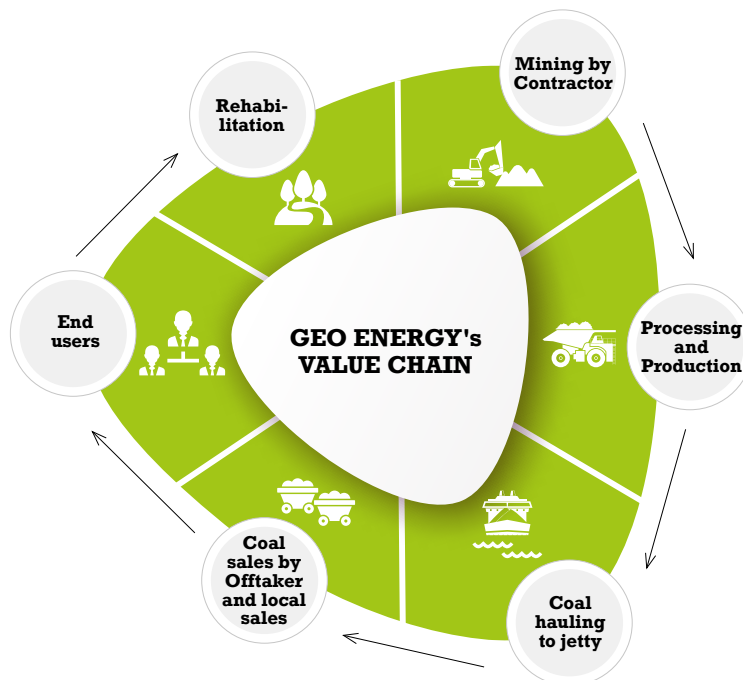 Mining by
Contractor
Rehabi-
litation
End
users
GEO ENERGY's
VALUE CHAIN
Processing
and
Production
Coal
sales by
Offtaker
and local
sales
Coal
hauling
to jetty